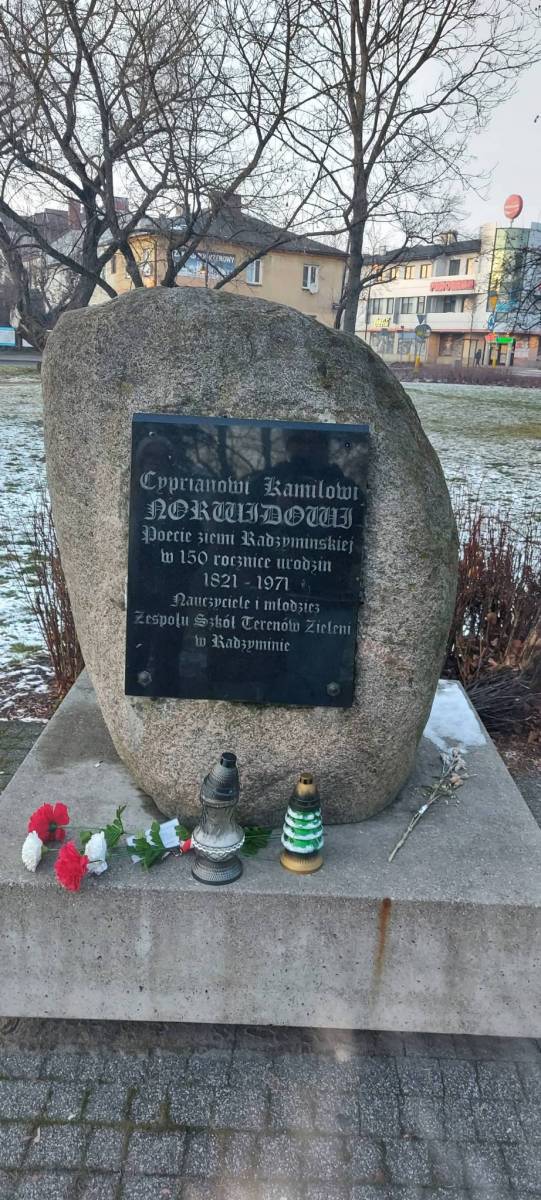 Cyprianowi Kamilowi
NORWIDOWI
Poecie ziemi Radzymińskiej
w 150 rocznicę urodzin
1821 - 1971
Nauczyciele i młodzież
Zespołu Szkół Terenów Zieleni
w Radzyminie